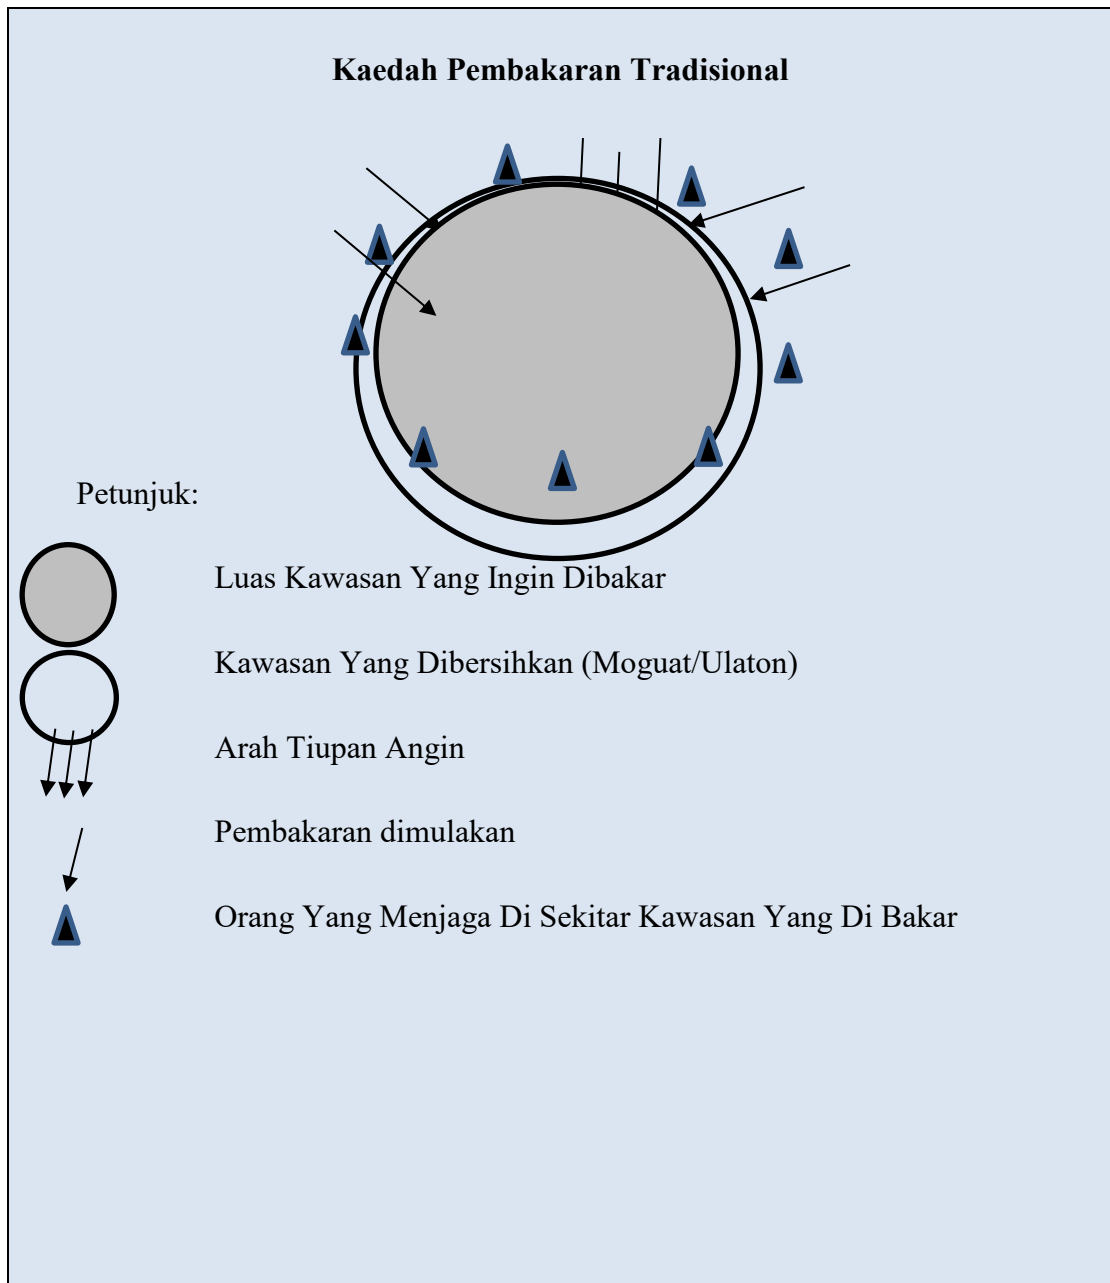 Kaedah Pembakaran Tradisional
Petunjuk:
Luas Kawasan Yang Ingin Dibakar
Kawasan Yang Dibersihkan (Moguat/Ulaton)
Arah Tiupan Angin
Pembakaran dimulakan
Orang Yang Menjaga Di Sekitar Kawasan Yang Di Bakar